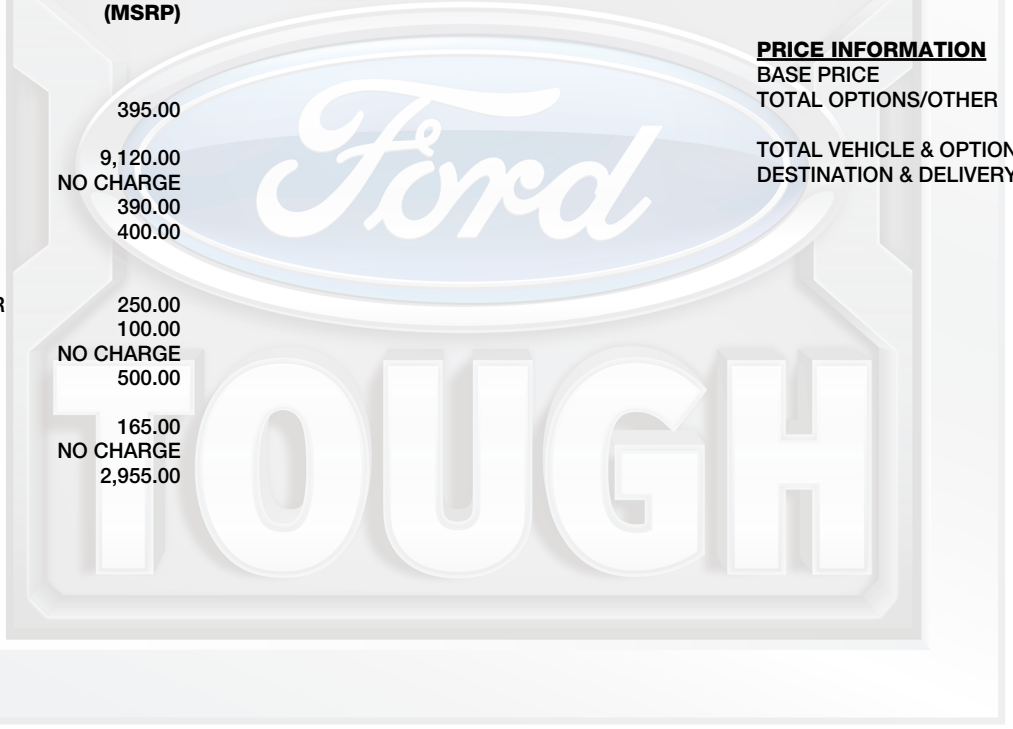 (MSRP)
395.00
9,120.00
NO CHARGE
390.00
400.00
R 250.00
100.00
NO CHARGE
500.00
165.00
NO CHARGE
2,955.00
PRICE INFORMATION
BASE PRICE
TOTAL OPTIONS/OTHER
TOTAL VEHICLE & OPTION
DESTINATION & DELIVERY
Ford
TOUGH